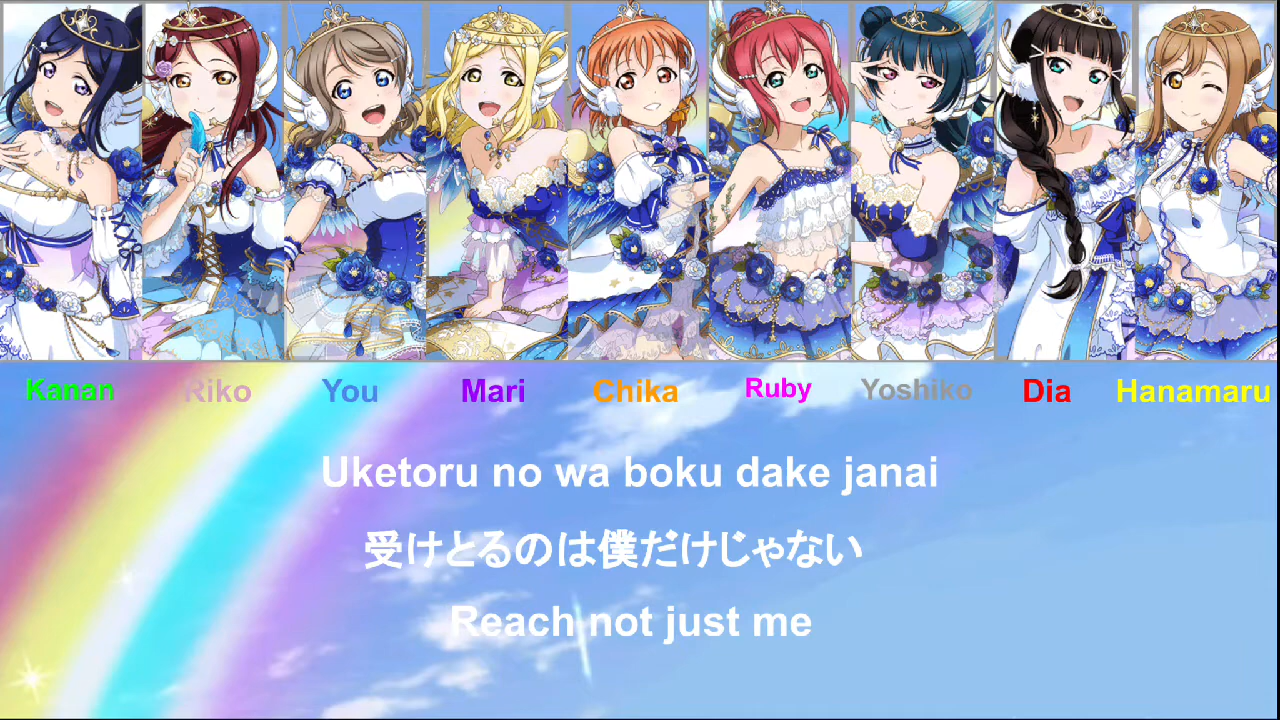 Kanan Riko You Mari Chika Ruby Yoshiko Dia Hanamaru
Uketoru no wa boku dake janai
受けとるのは僕だけじゃない
Reach not just me